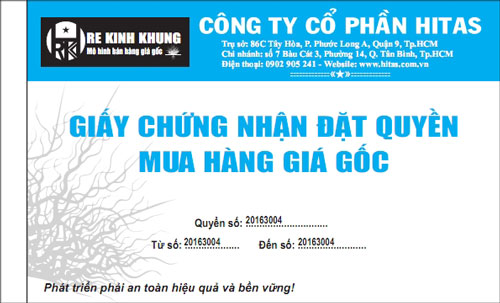 RE KINH KHUNG
Mô hình bán hàng giá gốc
CÔNG TY CỔ PHẦN HITAS
Trụ sở: 86C Tây Hòa, P. Phước Long A, Quận 9, Tp.HCM
Chi nhánh: số 7 Bàu Cát 3, Phường 14, Q. Tân Bình, Tp.HCM
Điện thoại: 0902 905 241 - Website: www.hitas.com.vn
GIẤY CHỨNG NHẬN ĐẶT QUYỀN
MUA HÀNG GIÁ GỐC
Quyển số: 20163004
Từ số: 20163004 Đến số: 20163004
Phát triển phải an toàn hiệu quả và bền vững!